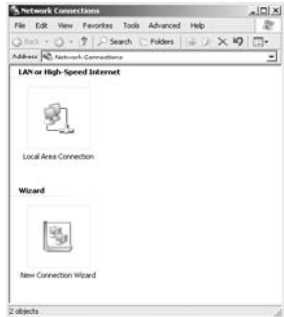 Network Connections
File Edit View Favorites Tools Advanced Help
Back Search Folders
Address Network Connections
LAN or High-Speed Internet
Local Area Connection
Wizard
New Connection Wizard
2 objects